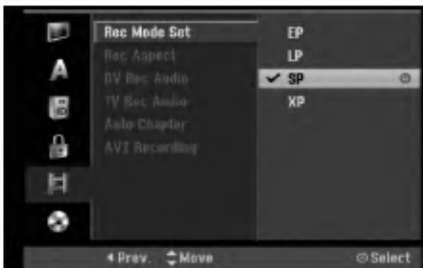 Rec Mode Set
Rec Aspect
DV Rec Audio
TV Rec Audio
Auto Chapter
AV2 Recording
EP
LP
SP
XP
A
Prev. Move Select